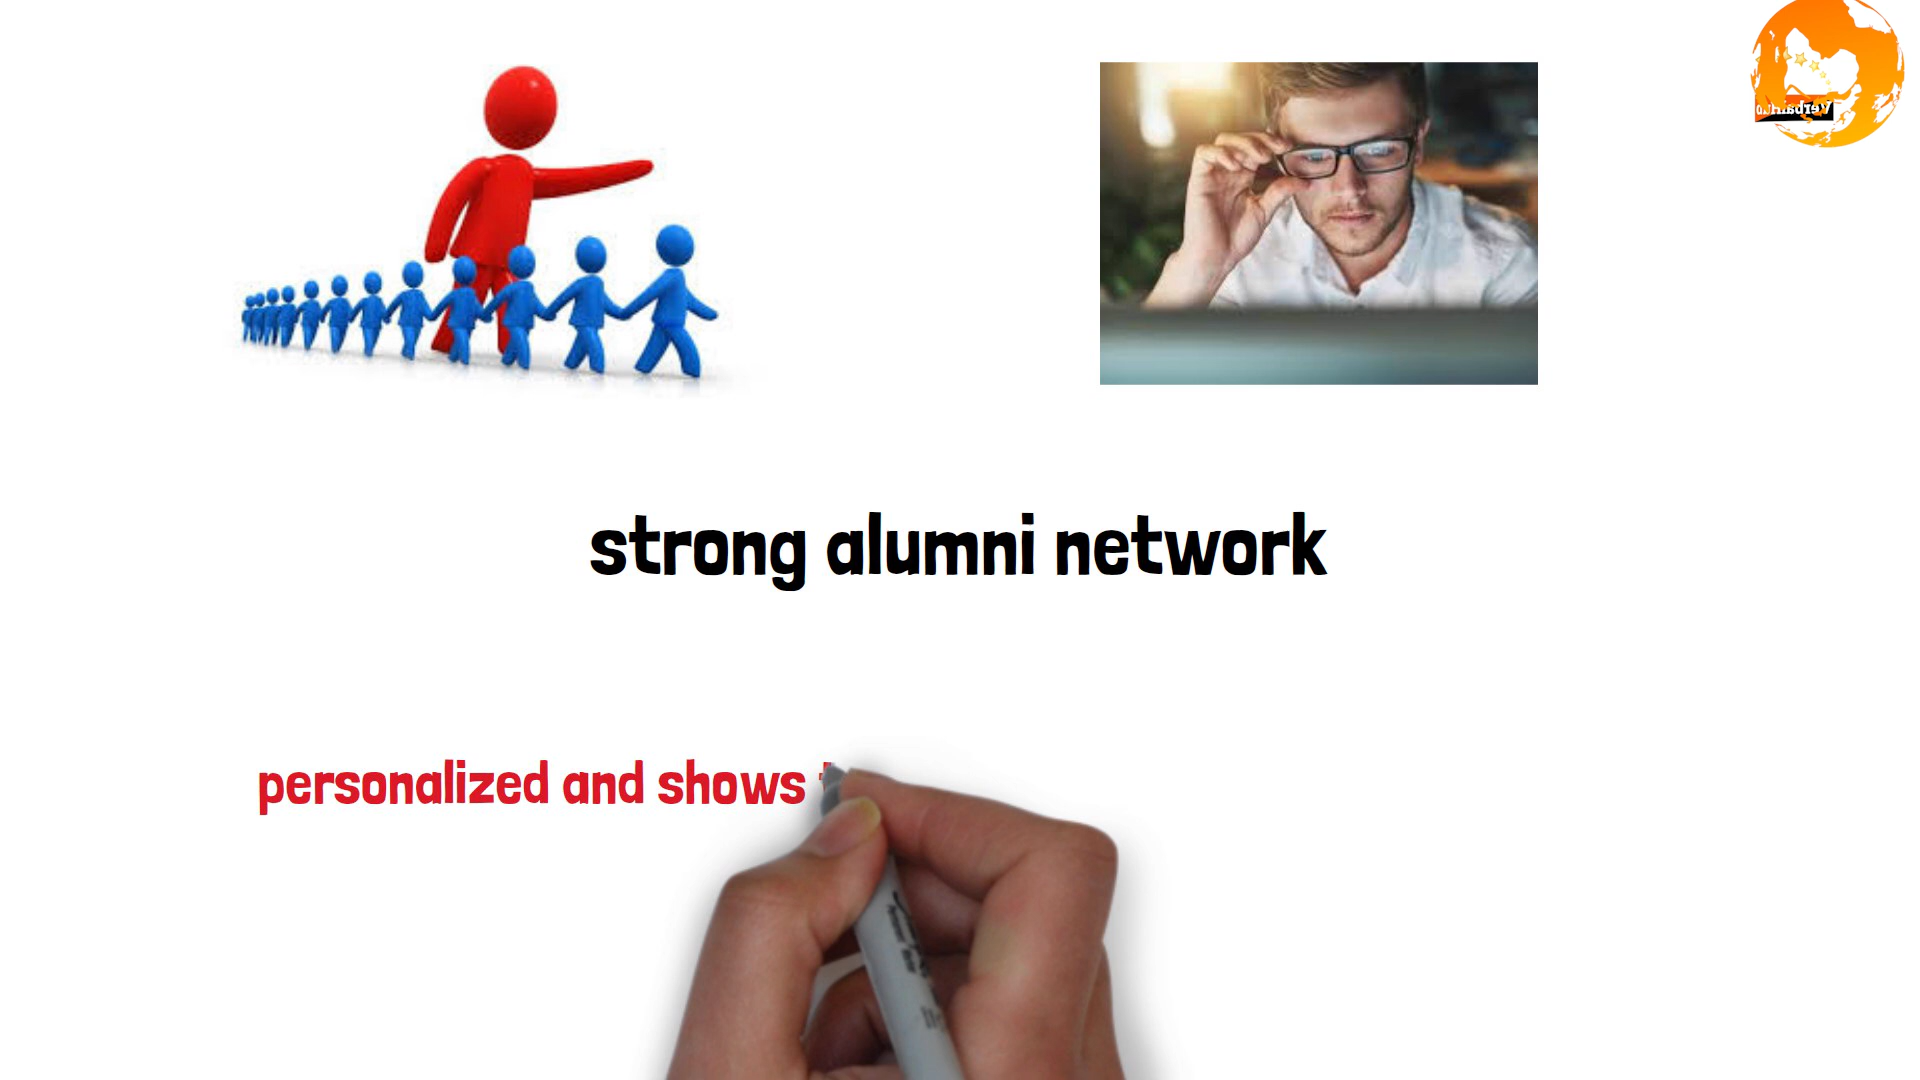 strong alumni network
personalized and shows